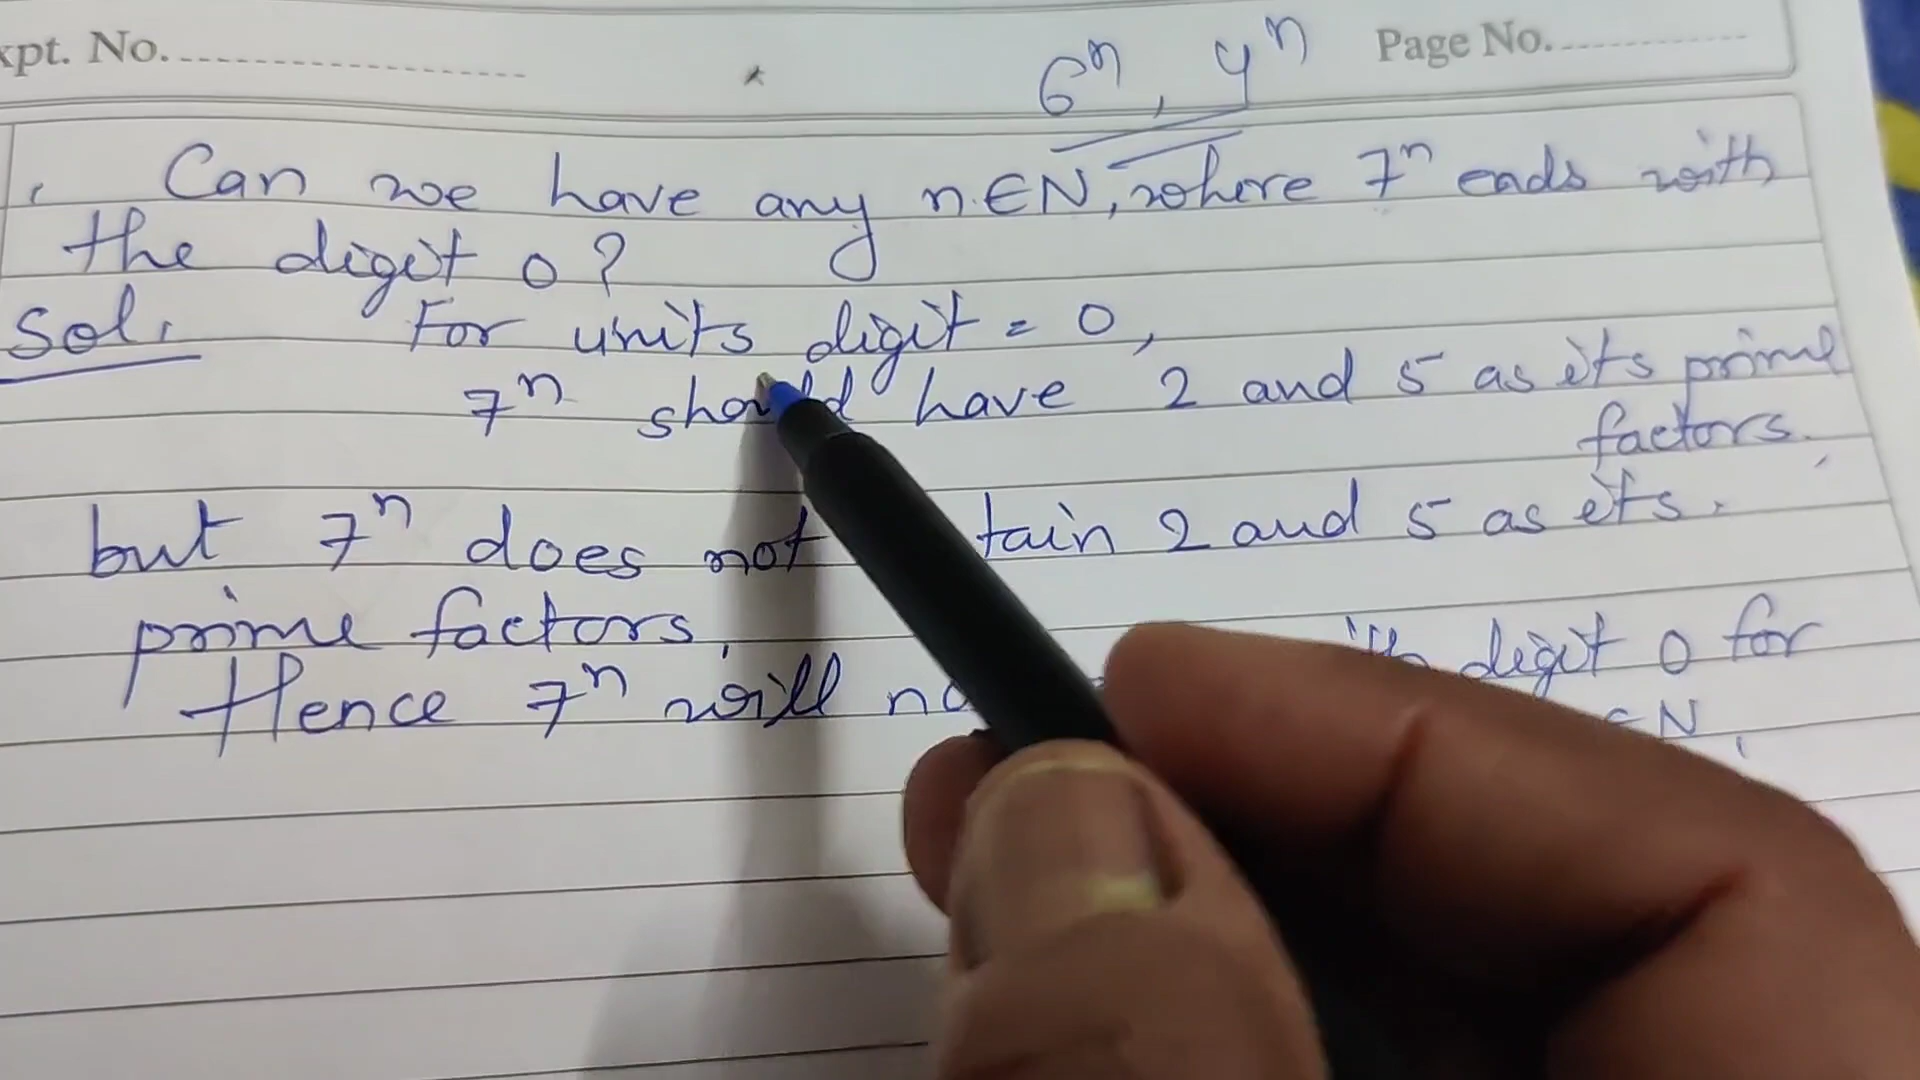 xpt. No.
6ⁿ, 4ⁿ
Page No.
Can we have any n∈N, where 7ⁿ ends with
the digit 0?
Sol. For units digit = 0,
7ⁿ should have 2 and 5 as its prime
factors.
but 7ⁿ does not tain 2 and 5 as its
prime factors.
Hence 7ⁿ will digit 0 for
N.